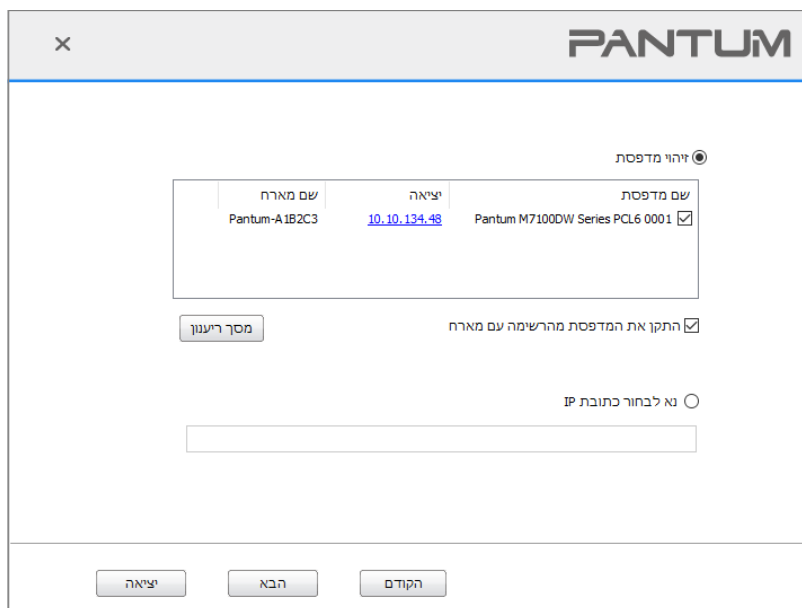 PANTUM
זיהוי מדפסת
שם מדפסת יציאה שם מארח
Pantum M7100DW Series PCL6 0001 10.10.134.48 Pantum-A1B2C3
התקן את המדפסת מהרשימה עם מארח
מסך ריענון
נא לבחור כתובת IP
הקודם הבא יציאה